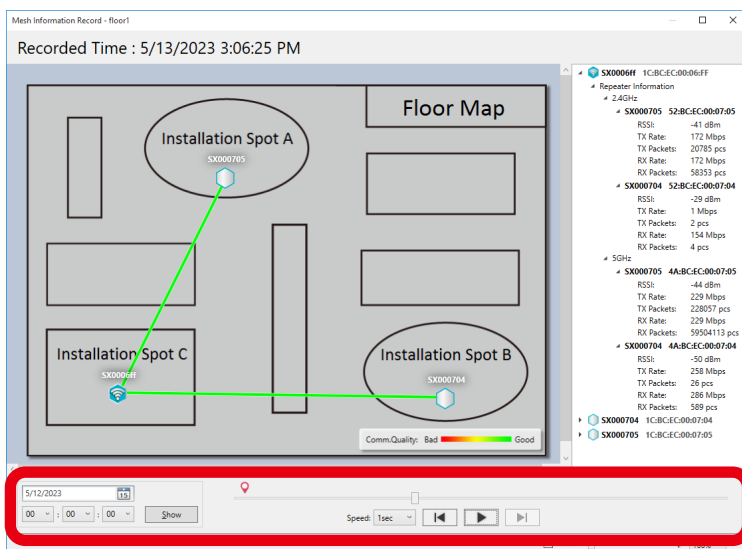 Mesh Information Record - floor1
Recorded Time : 5/13/2023 3:06:25 PM
Floor Map
Installation Spot A
SX000705
Installation Spot C
SX0006ff
Installation Spot B
SX000704
Comm.Quality: Bad Good
SX0006ff 1C:BC:EC:00:06:FF
Repeater Information
2.4GHz
SX000705 52:BC:EC:00:07:05
RSSI: -41 dBm
TX Rate: 172 Mbps
TX Packets: 20785 pcs
RX Rate: 172 Mbps
RX Packets: 58353 pcs
SX000704 52:BC:EC:00:07:04
RSSI: -29 dBm
TX Rate: 1 Mbps
TX Packets: 2 pcs
RX Rate: 154 Mbps
RX Packets: 4 pcs
5GHz
SX000705 4A:BC:EC:00:07:05
RSSI: -44 dBm
TX Rate: 229 Mbps
TX Packets: 228057 pcs
RX Rate: 229 Mbps
RX Packets: 59504113 pcs
SX000704 4A:BC:EC:00:07:04
RSSI: -50 dBm
TX Rate: 258 Mbps
TX Packets: 26 pcs
RX Rate: 286 Mbps
RX Packets: 589 pcs
SX000704 1C:BC:EC:00:07:04
SX000705 1C:BC:EC:00:07:05
5/12/2023 15
00 : 00 : 00 Show
Speed: 1sec